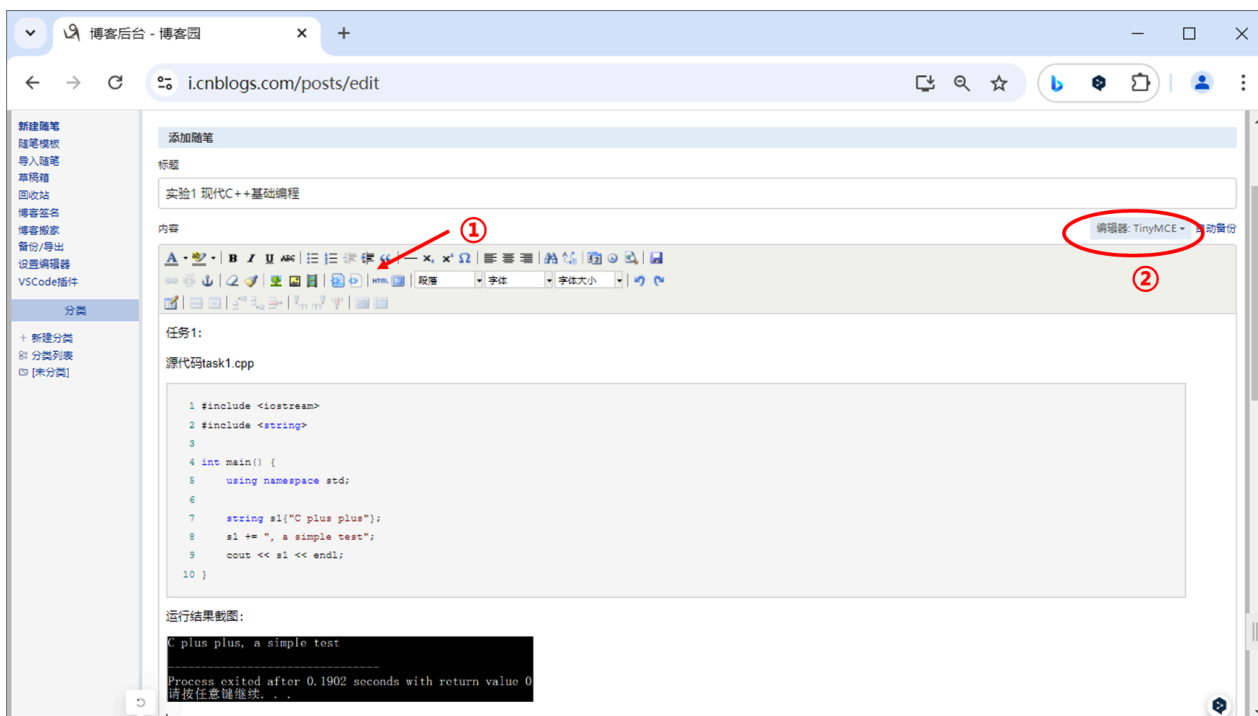 博客后台 - 博客园
i.cnblogs.com/posts/edit
新建随笔
随笔模板
导入随笔
草稿箱
回收站
博客签名
博客搬家
备份/导出
设置编辑器
VSCode插件
分类
新建分类
分类列表
[未分类]
添加随笔
标题
实验1 现代C++基础编程
内容
①
编辑器: TinyMCE
自动备份
②
HTML 段落 字体 字体大小
任务1:
源代码task1.cpp
1 #include <iostream>
2 #include <string>
3
4 int main() {
5     using namespace std;
6
7     string s1{"C plus plus"};
8     s1 += ", a simple test";
9     cout << s1 << endl;
10 }
运行结果截图:
C plus plus, a simple test
--------------------------------
Process exited after 0.1902 seconds with return value 0
请按任意键继续. . .